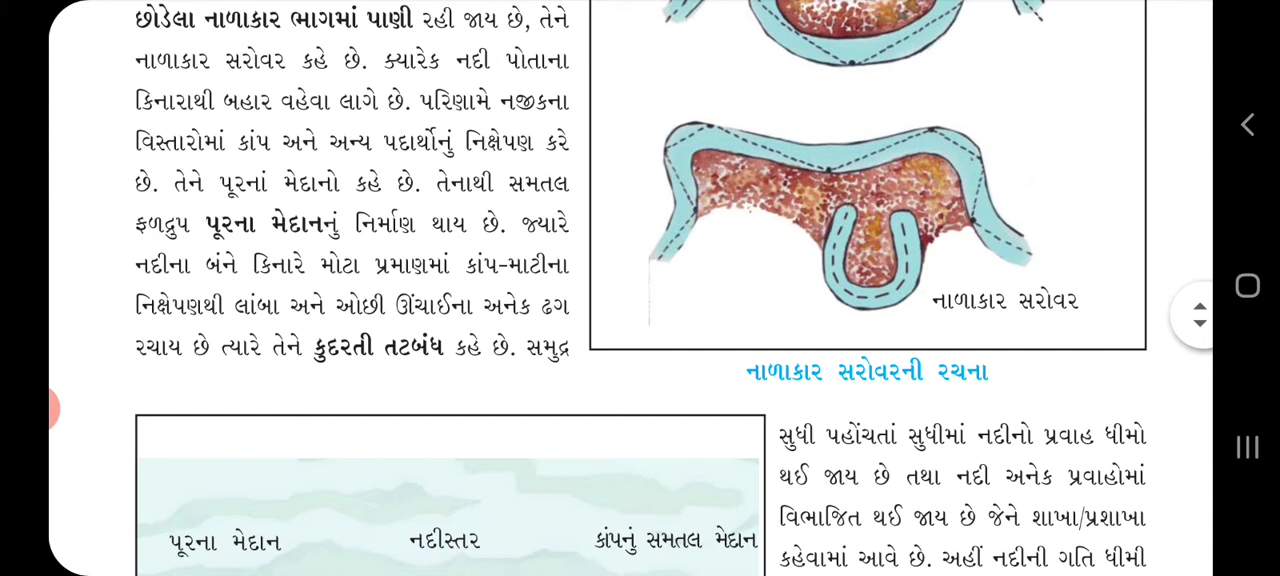 છોડેલા નાળાકાર ભાગમાં પાણી રહી જાય છે, તેને
નાળાકાર સરોવર કહે છે. ક્યારેક નદી પોતાના
કિનારાથી બહાર વહેવા લાગે છે. પરિણામે નજીકના
વિસ્તારોમાં કાંપ અને અન્ય પદાર્થોનું નિક્ષેપણ કરે
છે. તેને પૂરનાં મેદાનો કહે છે. તેનાથી સમતલ
ફળદ્રુપ પૂરના મેદાનનું નિર્માણ થાય છે. જ્યારે
નદીના બંને કિનારે મોટા પ્રમાણમાં કાંપ-માટીના
નિક્ષેપણથી લાંબા અને ઓછી ઊંચાઈના અનેક ઢગ
રચાય છે ત્યારે તેને કુદરતી તટબંધ કહે છે. સમુદ્ર
નાળાકાર સરોવર
નાળાકાર સરોવરની રચના
પૂરના મેદાન
નદીસ્તર
કાંપનું સમતલ મેદાન
સુધી પહોંચતાં સુધીમાં નદીનો પ્રવાહ ધીમો
થઈ જાય છે તથા નદી અનેક પ્રવાહોમાં
વિભાજિત થઈ જાય છે જેને શાખા/પ્રશાખા
કહેવામાં આવે છે. અહીં નદીની ગતિ ધીમી